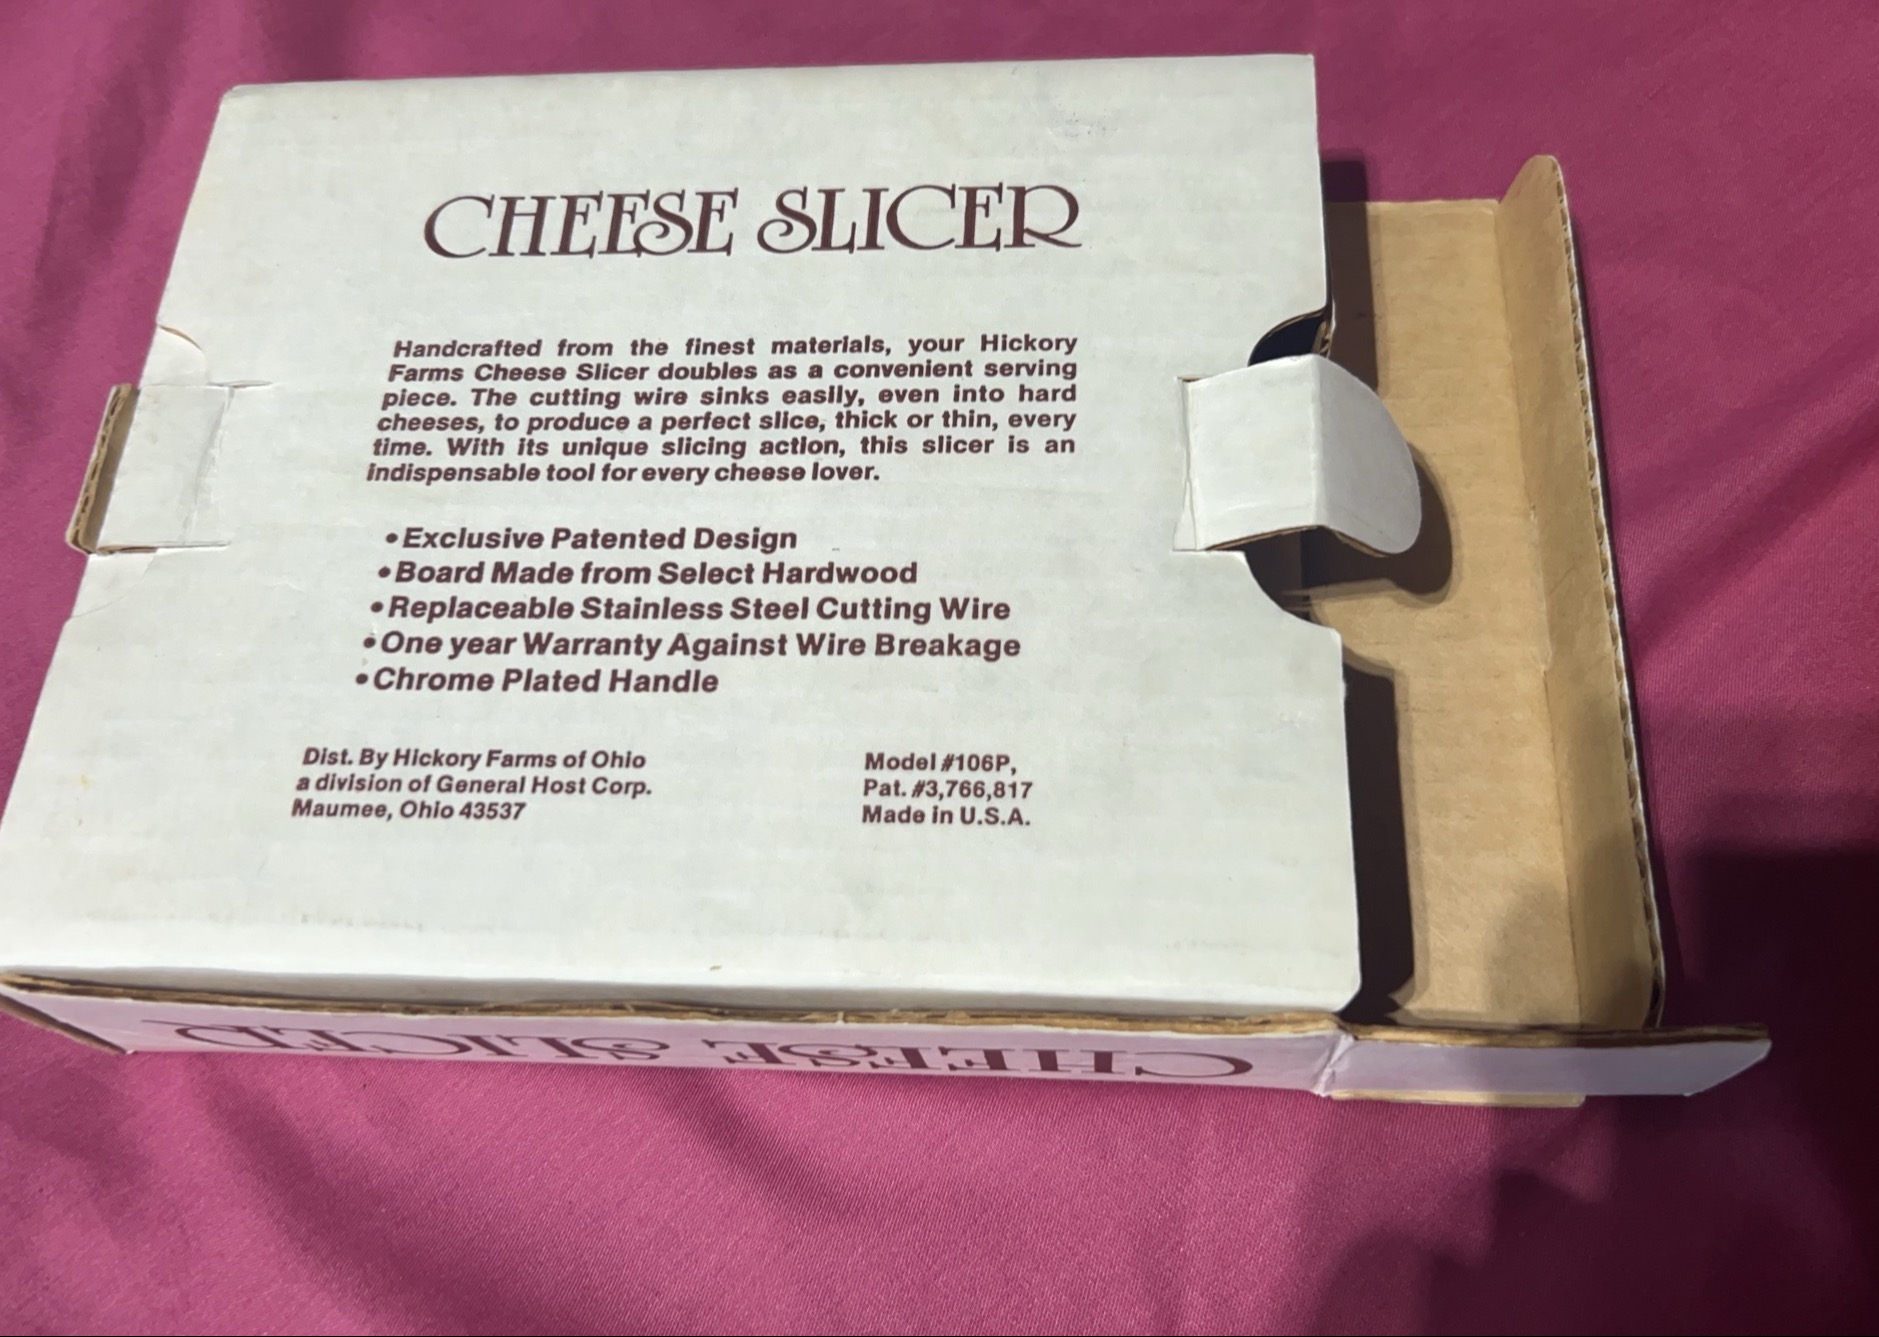 CHEESE SLICER
Handcrafted from the finest materials, your Hickory
Farms Cheese Slicer doubles as a convenient serving
piece. The cutting wire sinks easily, even into hard
cheeses, to produce a perfect slice, thick or thin, every
time. With its unique slicing action, this slicer is an
indispensable tool for every cheese lover.
• Exclusive Patented Design
• Board Made from Select Hardwood
• Replaceable Stainless Steel Cutting Wire
• One year Warranty Against Wire Breakage
• Chrome Plated Handle
Dist. By Hickory Farms of Ohio
a division of General Host Corp.
Maumee, Ohio 43537
Model #106P,
Pat. #3,766,817
Made in U.S.A.
CHEESE SLICER